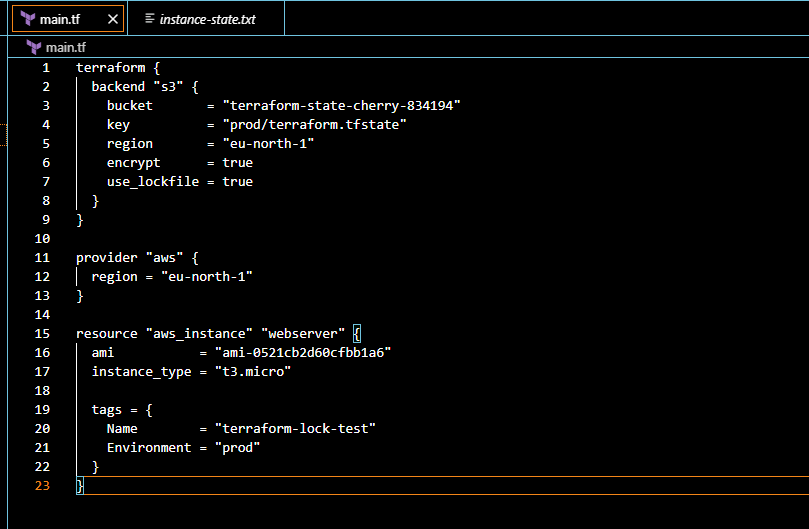 main.tf
instance-state.txt
main.tf
1 terraform {
2   backend "s3" {
3     bucket       = "terraform-state-cherry-834194"
4     key          = "prod/terraform.tfstate"
5     region       = "eu-north-1"
6     encrypt      = true
7     use_lockfile = true
8   }
9 }
10
11 provider "aws" {
12   region = "eu-north-1"
13 }
14
15 resource "aws_instance" "webserver" {
16   ami           = "ami-0521cb2d60cfbb1a6"
17   instance_type = "t3.micro"
18
19   tags = {
20     Name        = "terraform-lock-test"
21     Environment = "prod"
22   }
23 }